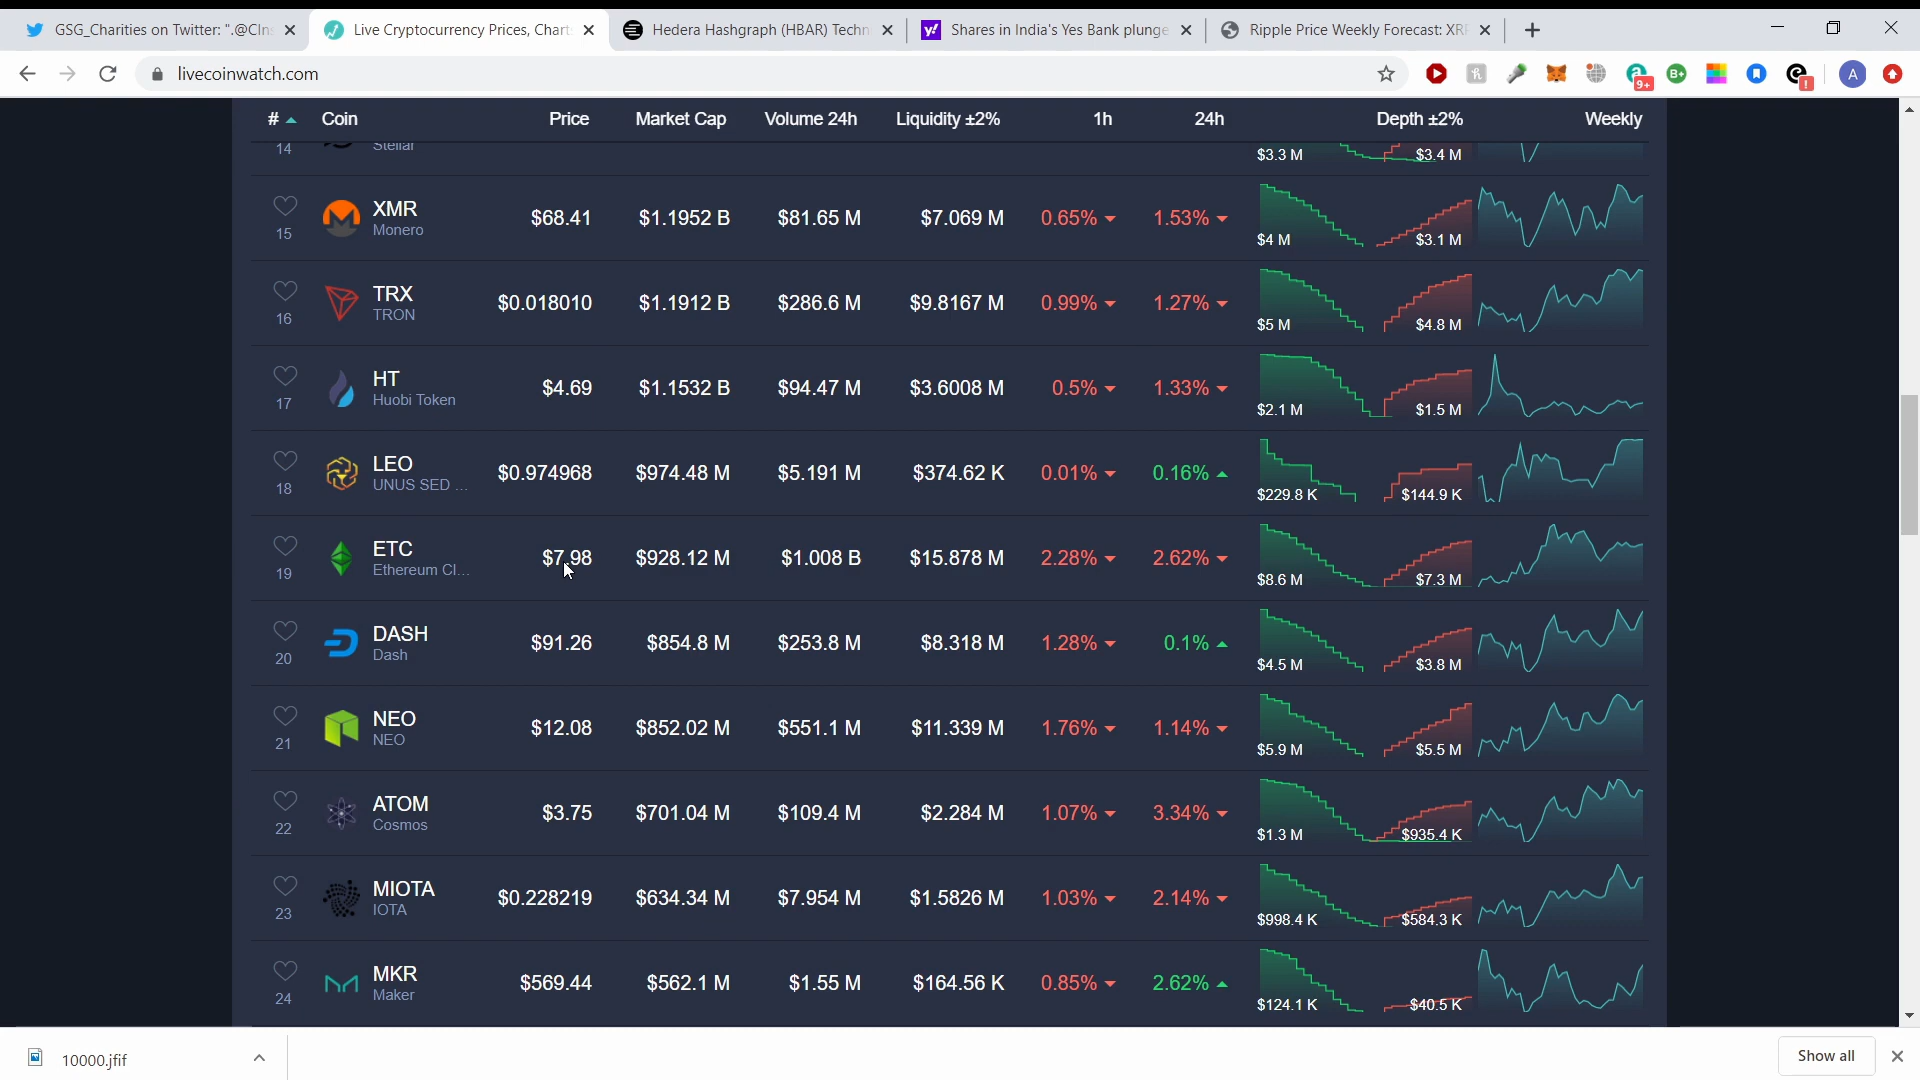 GSG_Charities on Twitter: ".@CIns
Live Cryptocurrency Prices, Chart
Hedera Hashgraph (HBAR) Techn
Shares in India's Yes Bank plunge
Ripple Price Weekly Forecast: XRP
livecoinwatch.com
9+
B+
A
# Coin Price Market Cap Volume 24h Liquidity ±2% 1h 24h Depth ±2% Weekly
14 Stellar $3.3 M $3.4 M
XMR
15 Monero $68.41 $1.1952 B $81.65 M $7.069 M 0.65% 1.53% $4 M $3.1 M
TRX
16 TRON $0.018010 $1.1912 B $286.6 M $9.8167 M 0.99% 1.27% $5 M $4.8 M
HT
17 Huobi Token $4.69 $1.1532 B $94.47 M $3.6008 M 0.5% 1.33% $2.1 M $1.5 M
LEO
18 UNUS SED ... $0.974968 $974.48 M $5.191 M $374.62 K 0.01% 0.16% $229.8 K $144.9 K
ETC
19 Ethereum Cl... $7.98 $928.12 M $1.008 B $15.878 M 2.28% 2.62% $8.6 M $7.3 M
DASH
20 Dash $91.26 $854.8 M $253.8 M $8.318 M 1.28% 0.1% $4.5 M $3.8 M
NEO
21 NEO $12.08 $852.02 M $551.1 M $11.339 M 1.76% 1.14% $5.9 M $5.5 M
ATOM
22 Cosmos $3.75 $701.04 M $109.4 M $2.284 M 1.07% 3.34% $1.3 M $935.4 K
MIOTA
23 IOTA $0.228219 $634.34 M $7.954 M $1.5826 M 1.03% 2.14% $998.4 K $584.3 K
MKR
24 Maker $569.44 $562.1 M $1.55 M $164.56 K 0.85% 2.62% $124.1 K $40.5 K
10000.jfif
Show all